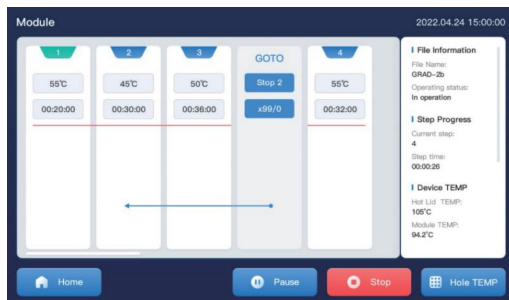 Module
2022.04.24 15:00:00
1
2
3
GOTO
4
55℃
45℃
50℃
Stop 2
55℃
00:20:00
00:30:00
00:36:00
x99/0
00:32:00
File Information
File Name:
GRAD-2b
Operating status:
In operation
Step Progress
Current step:
4
Step time:
00:00:26
Device TEMP
Hot Lid TEMP:
105℃
Module TEMP:
94.2℃
Home
Pause
Stop
Hole TEMP